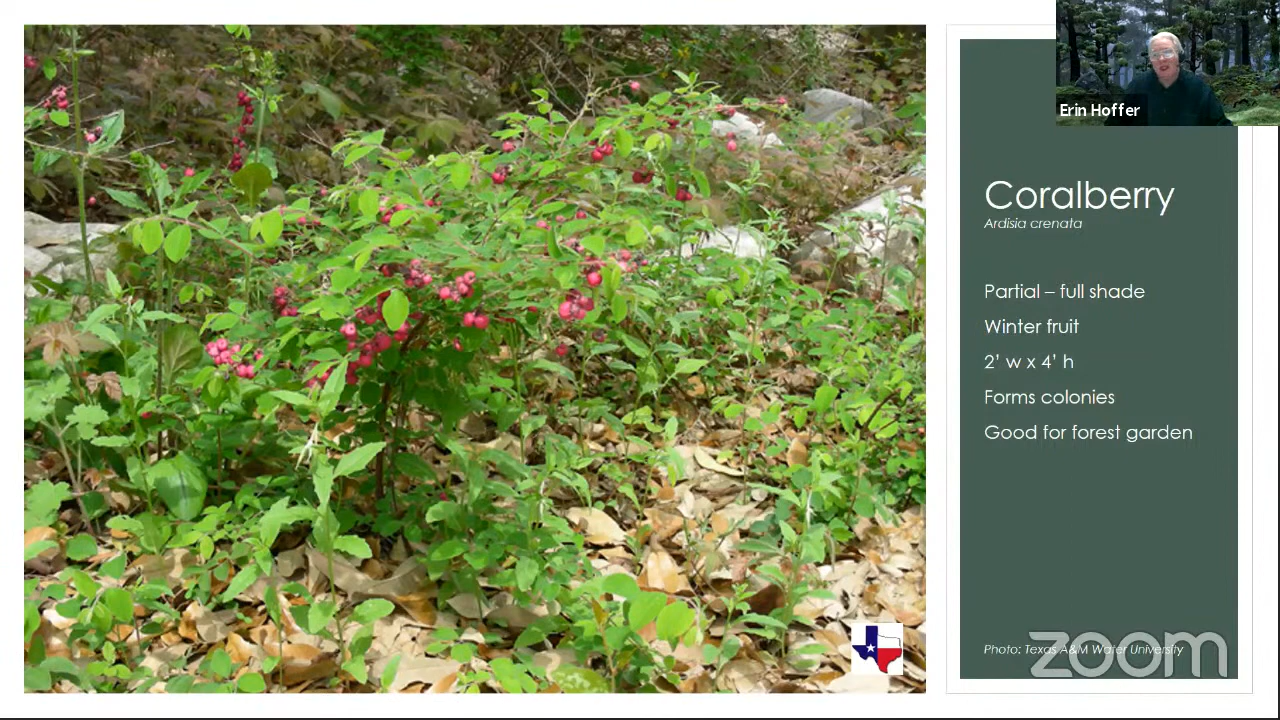 Erin Hoffer
Coralberry
Ardisia crenata
Partial – full shade
Winter fruit
2’ w x 4’ h
Forms colonies
Good for forest garden
Photo: Texas A&M Water University
zoom